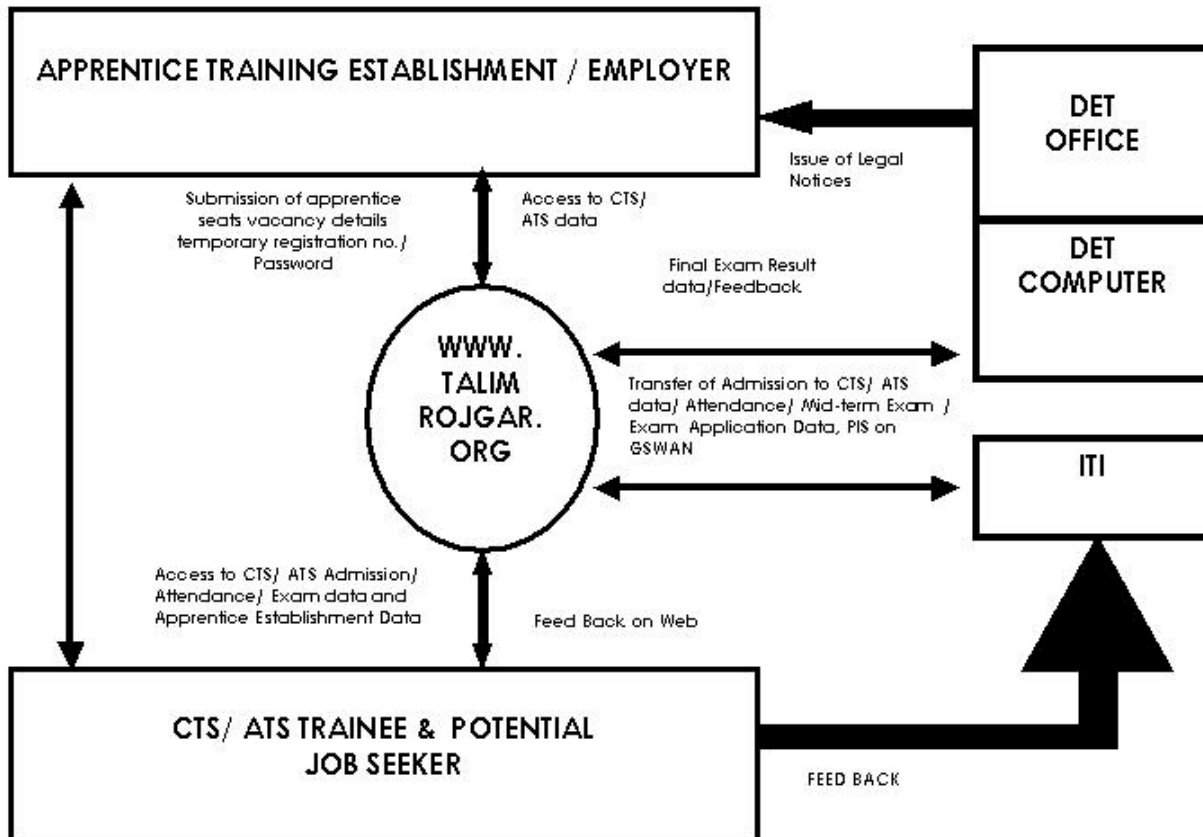 APPRENTICE TRAINING ESTABLISHMENT / EMPLOYER
DET
OFFICE
Issue of Legal
Notices
Submission of apprentice
seats vacancy details
temporary registration no./
Password
Access to CTS/
ATS data
DET
COMPUTER
Final Exam Result
data/Feedback
WWW.
TALIM
ROJGAR.
ORG
Transfer of Admission to CTS/ ATS
data/ Attendance/ Mid-term Exam /
Exam Application Data, PIS on
GSWAN
ITI
Access to CTS/ ATS Admission/
Attendance/ Exam data and
Apprentice Establishment Data
Feed Back on Web
CTS/ ATS TRAINEE & POTENTIAL
JOB SEEKER
FEED BACK